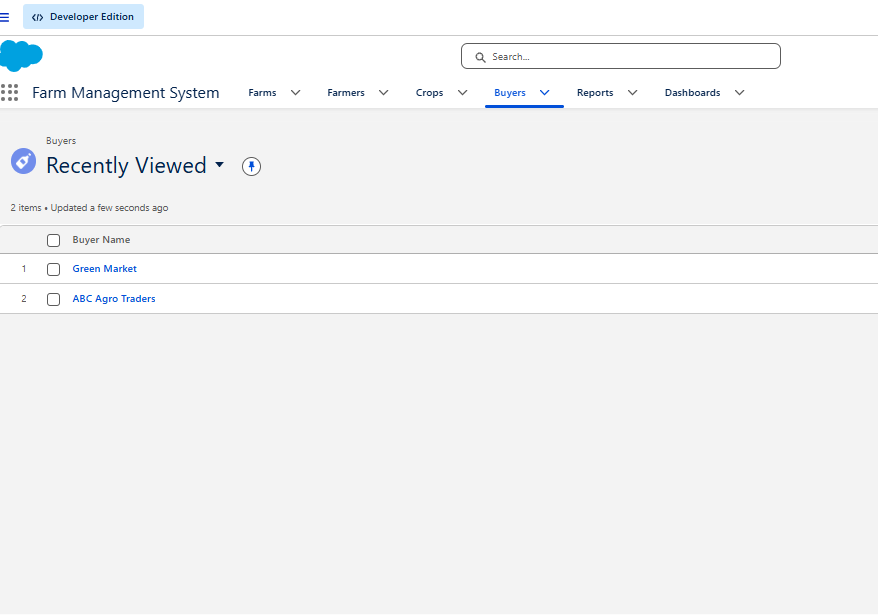 Developer Edition
Search...
Farm Management System Farms Farmers Crops Buyers Reports Dashboards
Buyers
Recently Viewed
2 items • Updated a few seconds ago
Buyer Name
1 Green Market
2 ABC Agro Traders